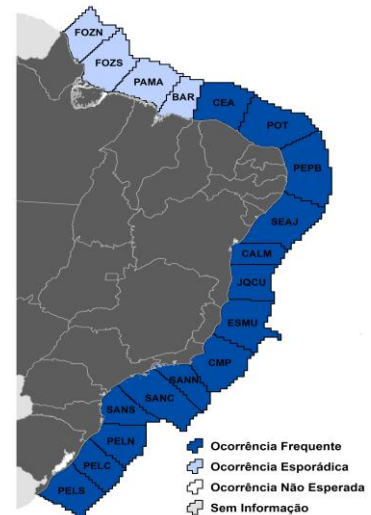 FOZN
FOZS
PAMA
BAR
CEA
POT
PEPB
SEAJ
CALM
JQCU
ESMU
CMP
SANN
SANC
SANS
PELN
PELC
PELS
Ocorrência Frequente
Ocorrência Esporádica
Ocorrência Não Esperada
Sem Informação